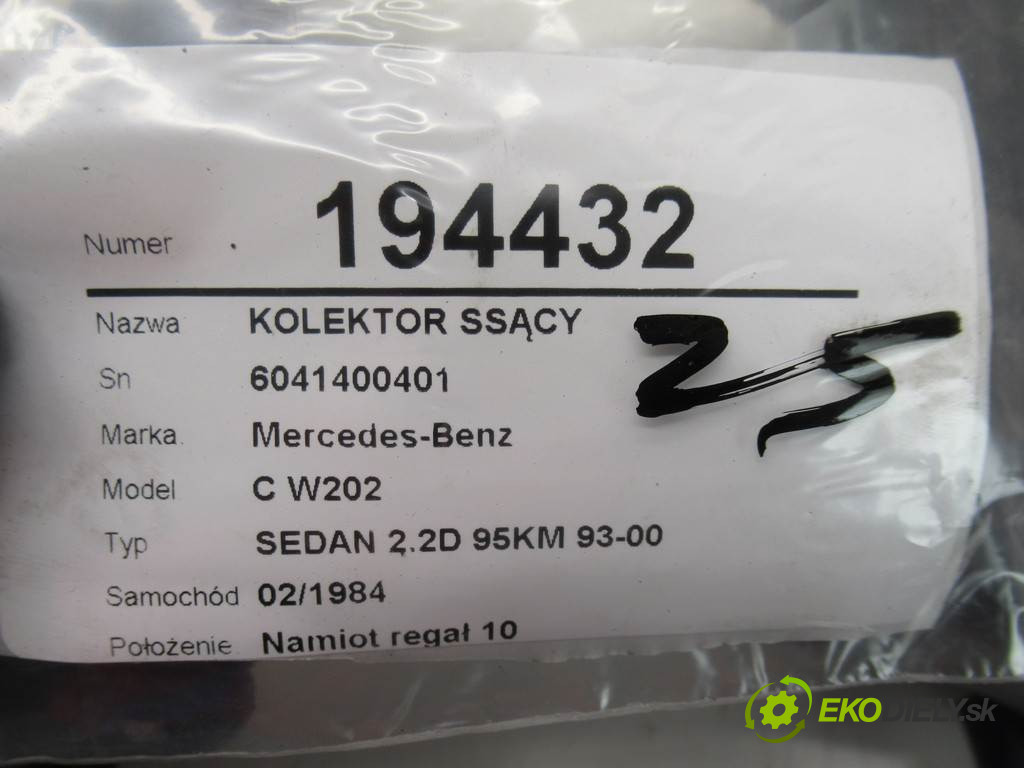 Numer 194432
Nazwa KOLEKTOR SSĄCY
25
Sn 6041400401
Marka Mercedes-Benz
Model C W202
Typ SEDAN 2.2D 95KM 93-00
Samochód 02/1984
Położenie Namiot regał 10
EKODIELY.sk